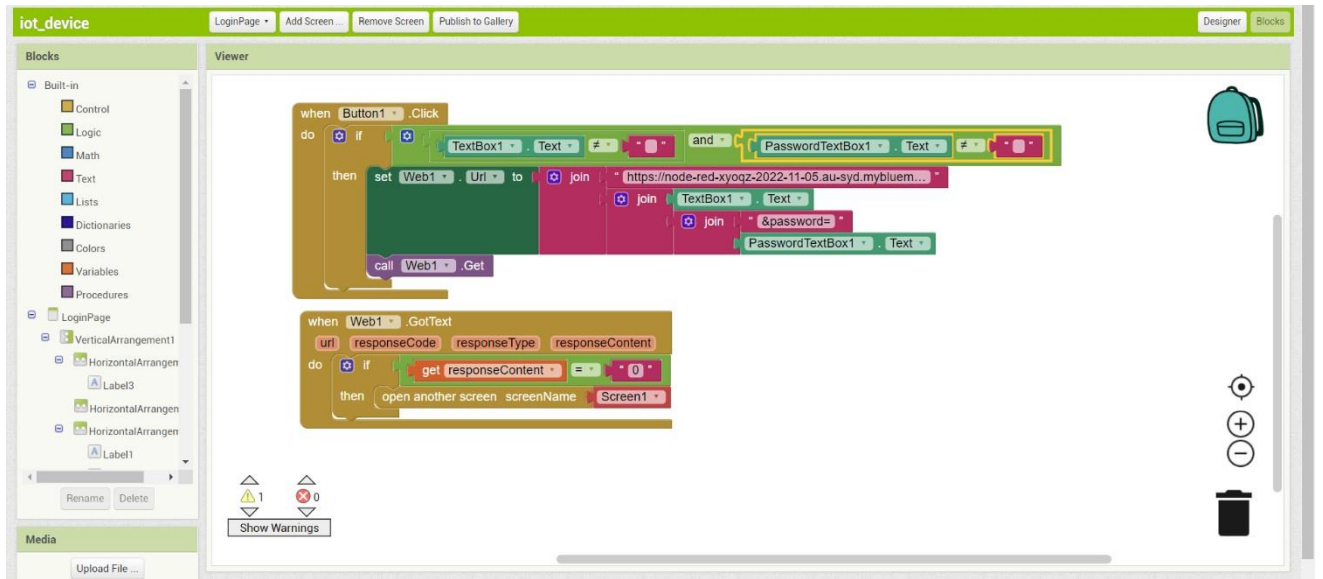 iot_device LoginPage Add Screen ... Remove Screen Publish to Gallery Designer Blocks
Blocks Viewer
Built-in
Control
Logic
Math
Text
Lists
Dictionaries
Colors
Variables
Procedures
LoginPage
VerticalArrangement1
HorizontalArrangem
Label3
HorizontalArrangem
HorizontalArrangem
Label1
Rename Delete
Media
Upload File ...
when Button1 .Click
do if TextBox1 . Text ≠ " " and PasswordTextBox1 . Text ≠ " "
then set Web1 . Url to join " https://node-red-xyoqz-2022-11-05.au-syd.mybluem... "
join TextBox1 . Text
join " &password= "
PasswordTextBox1 . Text
call Web1 .Get
when Web1 .GotText
url responseCode responseType responseContent
do if get responseContent = " 0 "
then open another screen screenName Screen1
1 0
Show Warnings